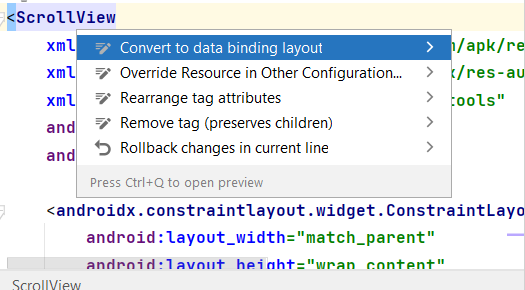 <ScrollView
xml
Convert to data binding layout
m/apk/re
Override Resource in Other Configuration...
x/res-au
xml
Rearrange tag attributes
tools"
xml
Remove tag (preserves children)
and
Rollback changes in current line
and
Press Ctrl+Q to open preview
<androidx.constraintlayout.widget.ConstraintLayo
android:layout_width="match_parent"
android:layout_height="wrap_content"
ScrollView